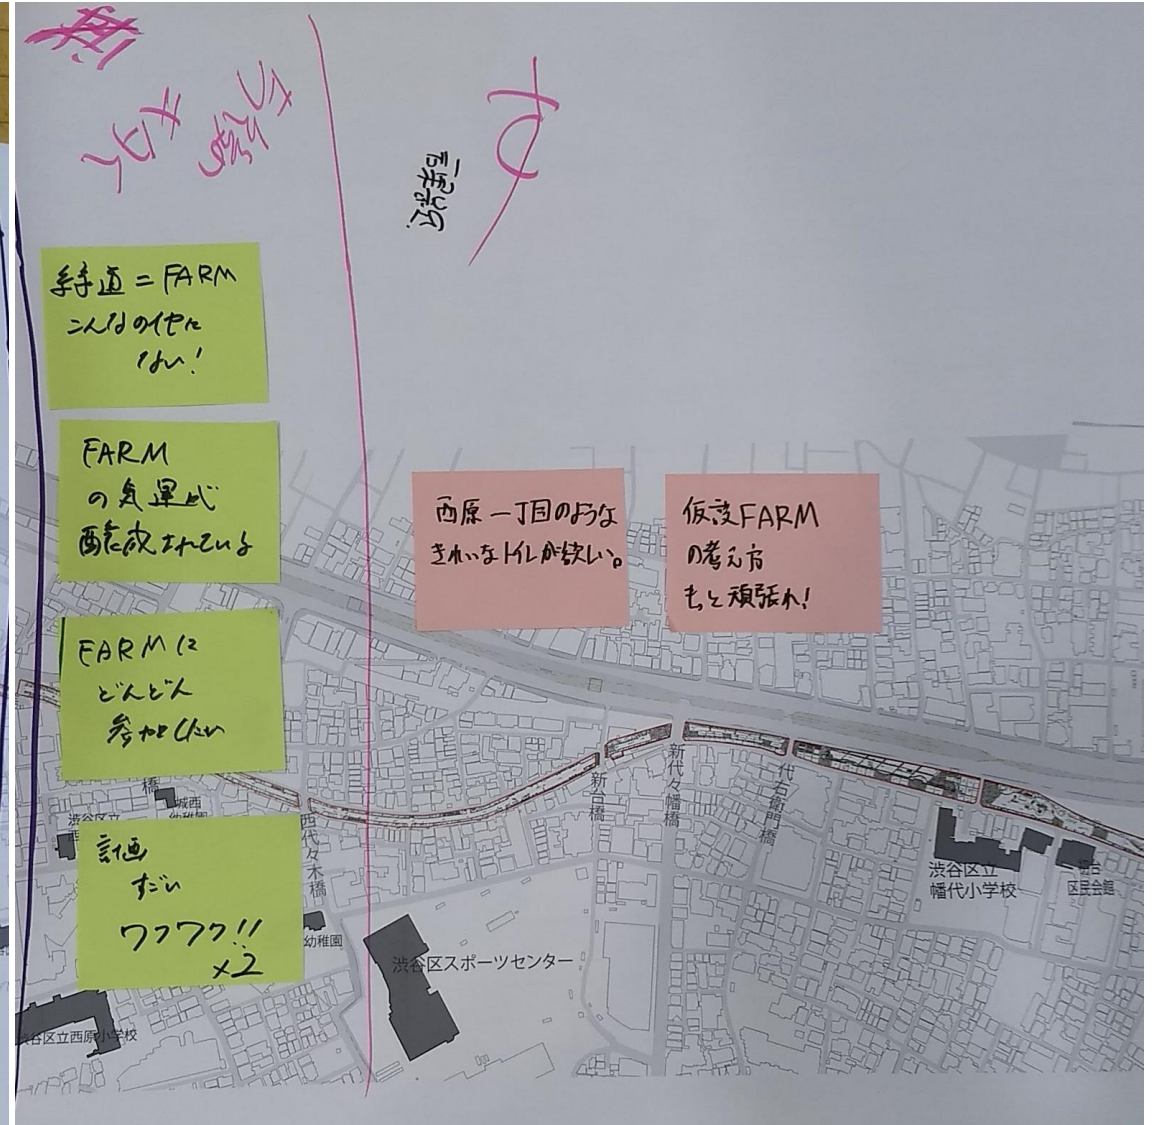 緑道=FARM
こんなの他に
ない!
FARM
の気運が
醸成されている
FARMに
どんどん
参加したい
計画
すごい
ワクワク!!
×2
西原一丁目のような
きれいなトイレが欲しい。
仮設FARM
の考え方
もっと頑張れ!
課題
橋
城西
幼稚園
渋谷区立
西代々木橋
幼稚園
渋谷区立西原小学校
渋谷区スポーツセンター
新台橋
新代々幡橋
代右衛門橋
渋谷区立
幡代小学校
区民会館